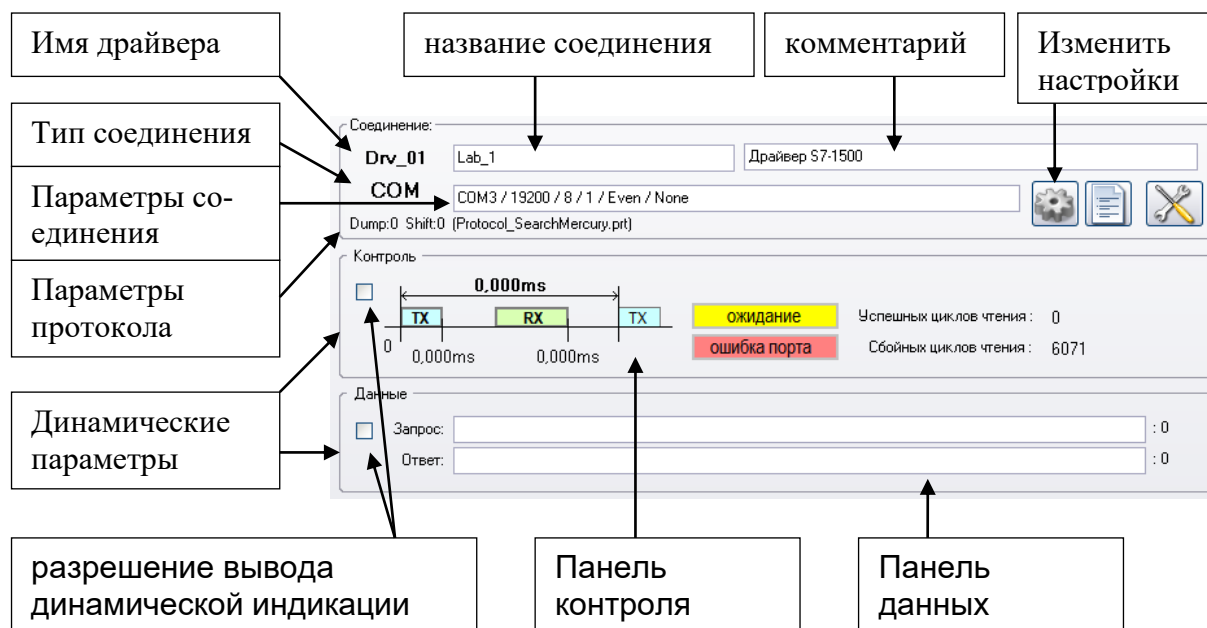 Имя драйвера
название соединения
комментарий
Изменить
настройки
Тип соединения
Параметры со-
единения
Параметры
протокола
Динамические
параметры
Соединение:
Drv_01
Lab_1
Драйвер S7-1500
COM
COM3 / 19200 / 8 / 1 / Even / None
Dump:0 Shift:0 (Protocol_SearchMercury.prt)
Контроль
0,000ms
TX
RX
TX
0
0,000ms
0,000ms
ожидание
Успешных циклов чтения : 0
ошибка порта
Сбойных циклов чтения : 6071
Данные
Запрос:
: 0
Ответ:
: 0
разрешение вывода
динамической индикации
Панель
контроля
Панель
данных